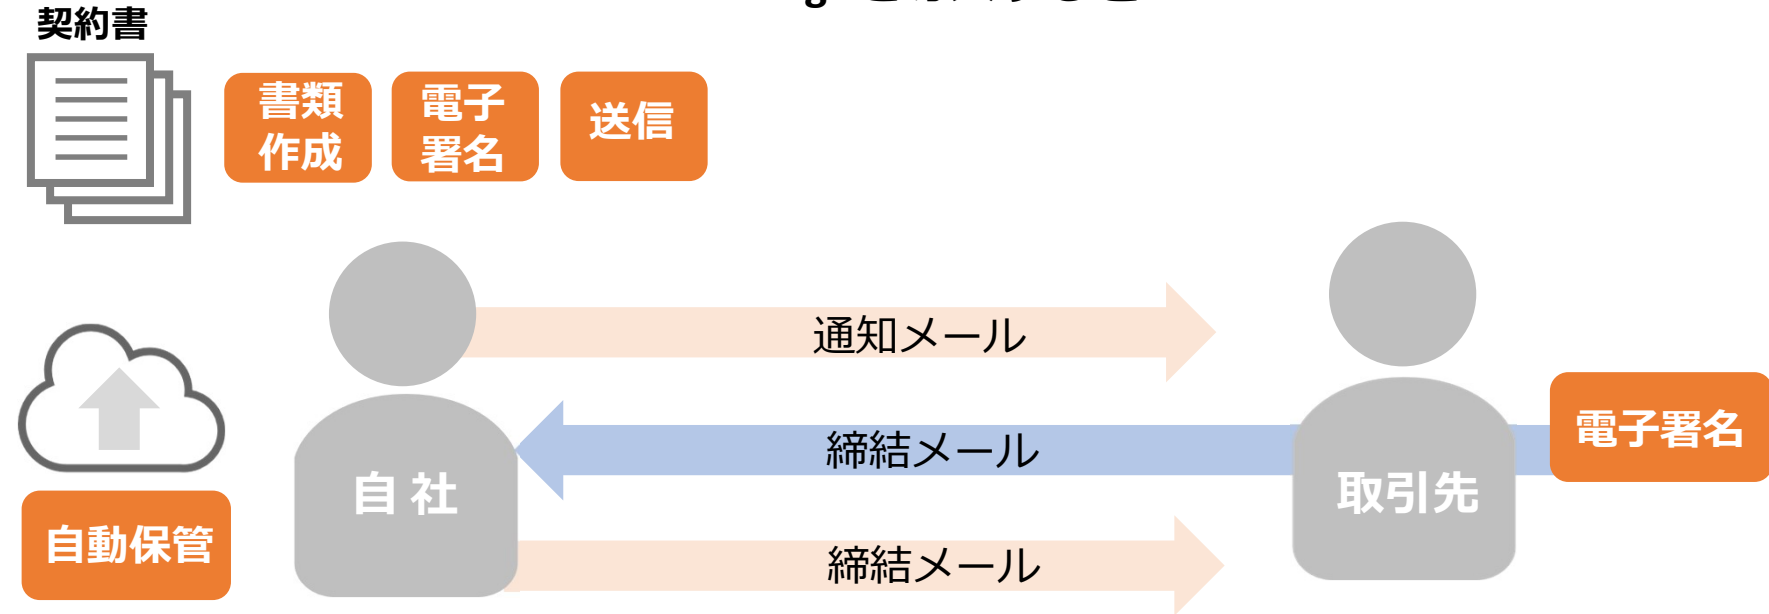 契約書
書類
作成
電子
署名
送信
通知メール
電子署名
締結メール
自 社
取引先
自動保管
締結メール